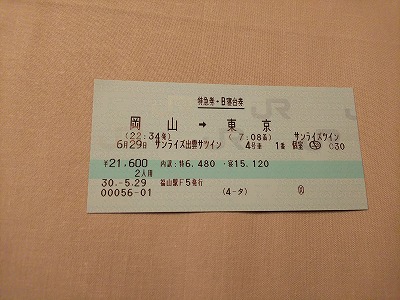 特急券・B寝台券
岡 山 → 東 京
(22:34発) (7:08着) サンライズツイン
6月29日 サンライズ出雲サツイン 4号車 1番 個室 030
¥21,600 内訳:特6,480・寝15,120
2人用
30.-5.29 福山駅F5発行
00056-01 (4-タ)